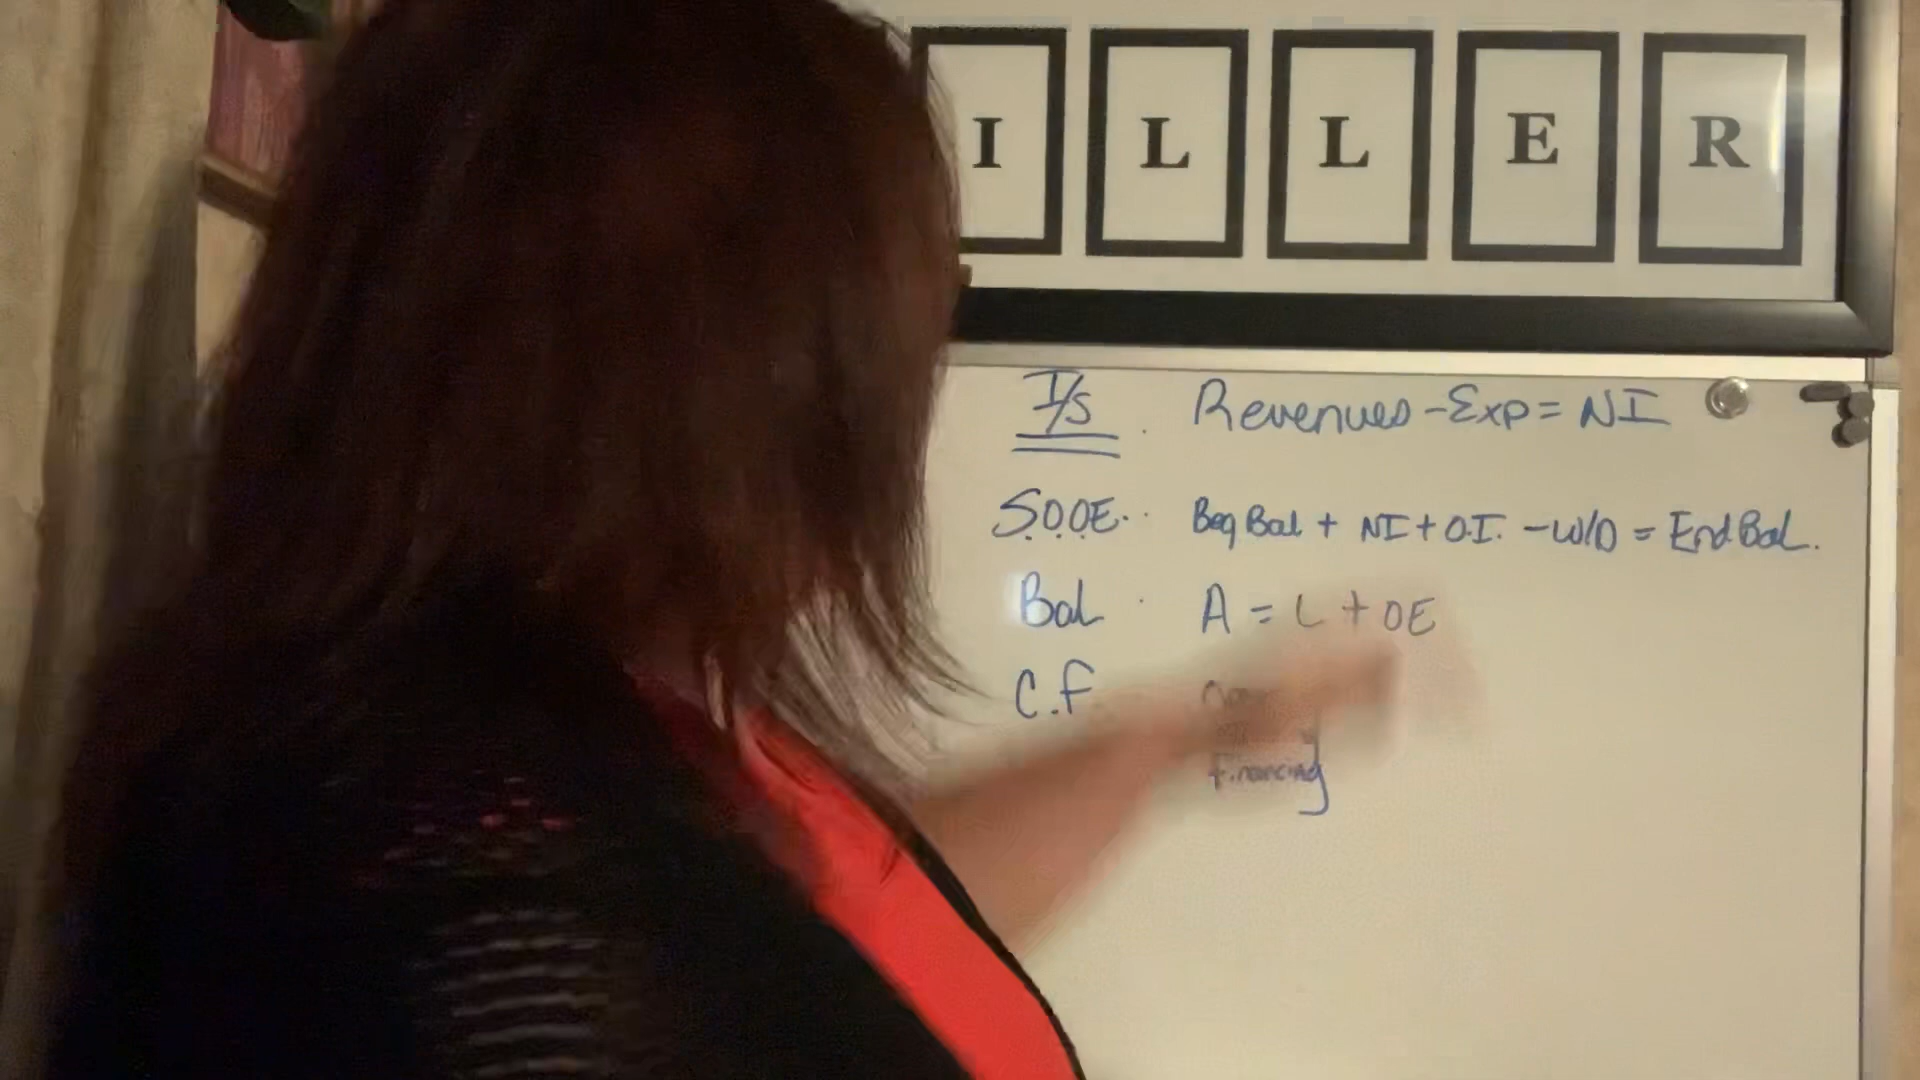 I L L E R
I/S Revenues - Exp = NI
S.O.O.E. Beg Bal + NI + O.I. - W/D = End Bal.
Bal A = L + OE
C.F
financing